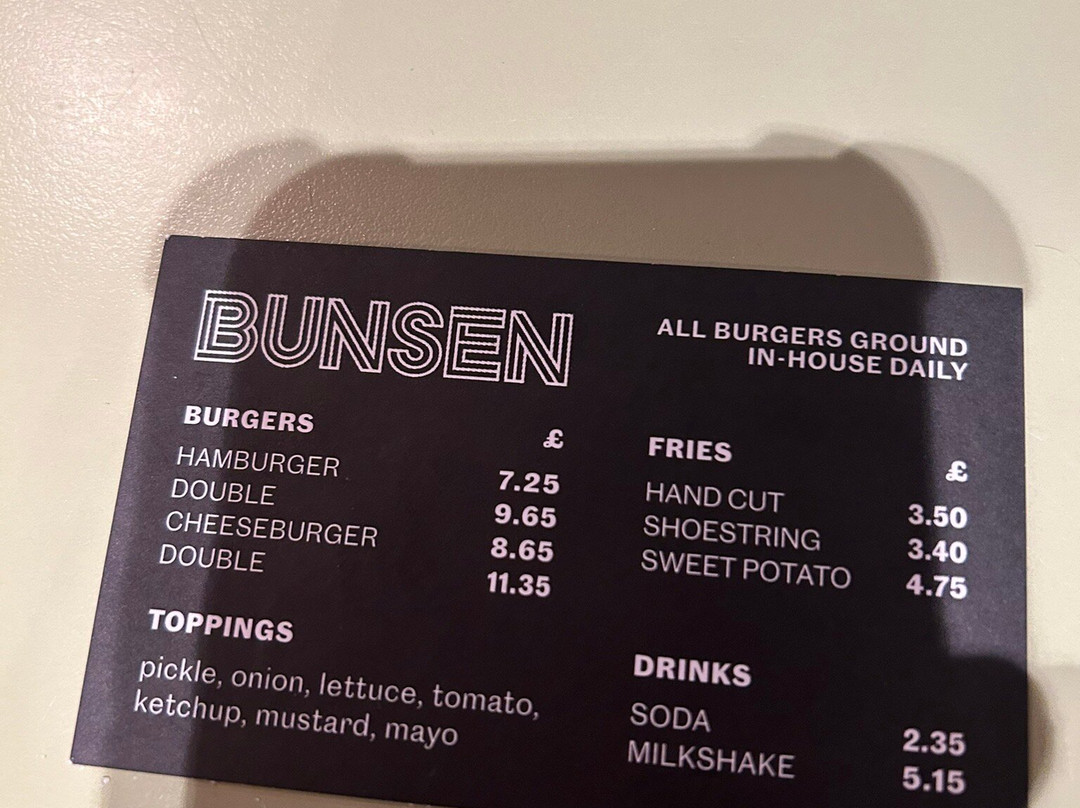 BUNSEN
ALL BURGERS GROUND
IN-HOUSE DAILY
BURGERS £
HAMBURGER 7.25
DOUBLE 9.65
CHEESEBURGER 8.65
DOUBLE 11.35
TOPPINGS
pickle, onion, lettuce, tomato,
ketchup, mustard, mayo
FRIES £
HAND CUT 3.50
SHOESTRING 3.40
SWEET POTATO 4.75
DRINKS
SODA 2.35
MILKSHAKE 5.15